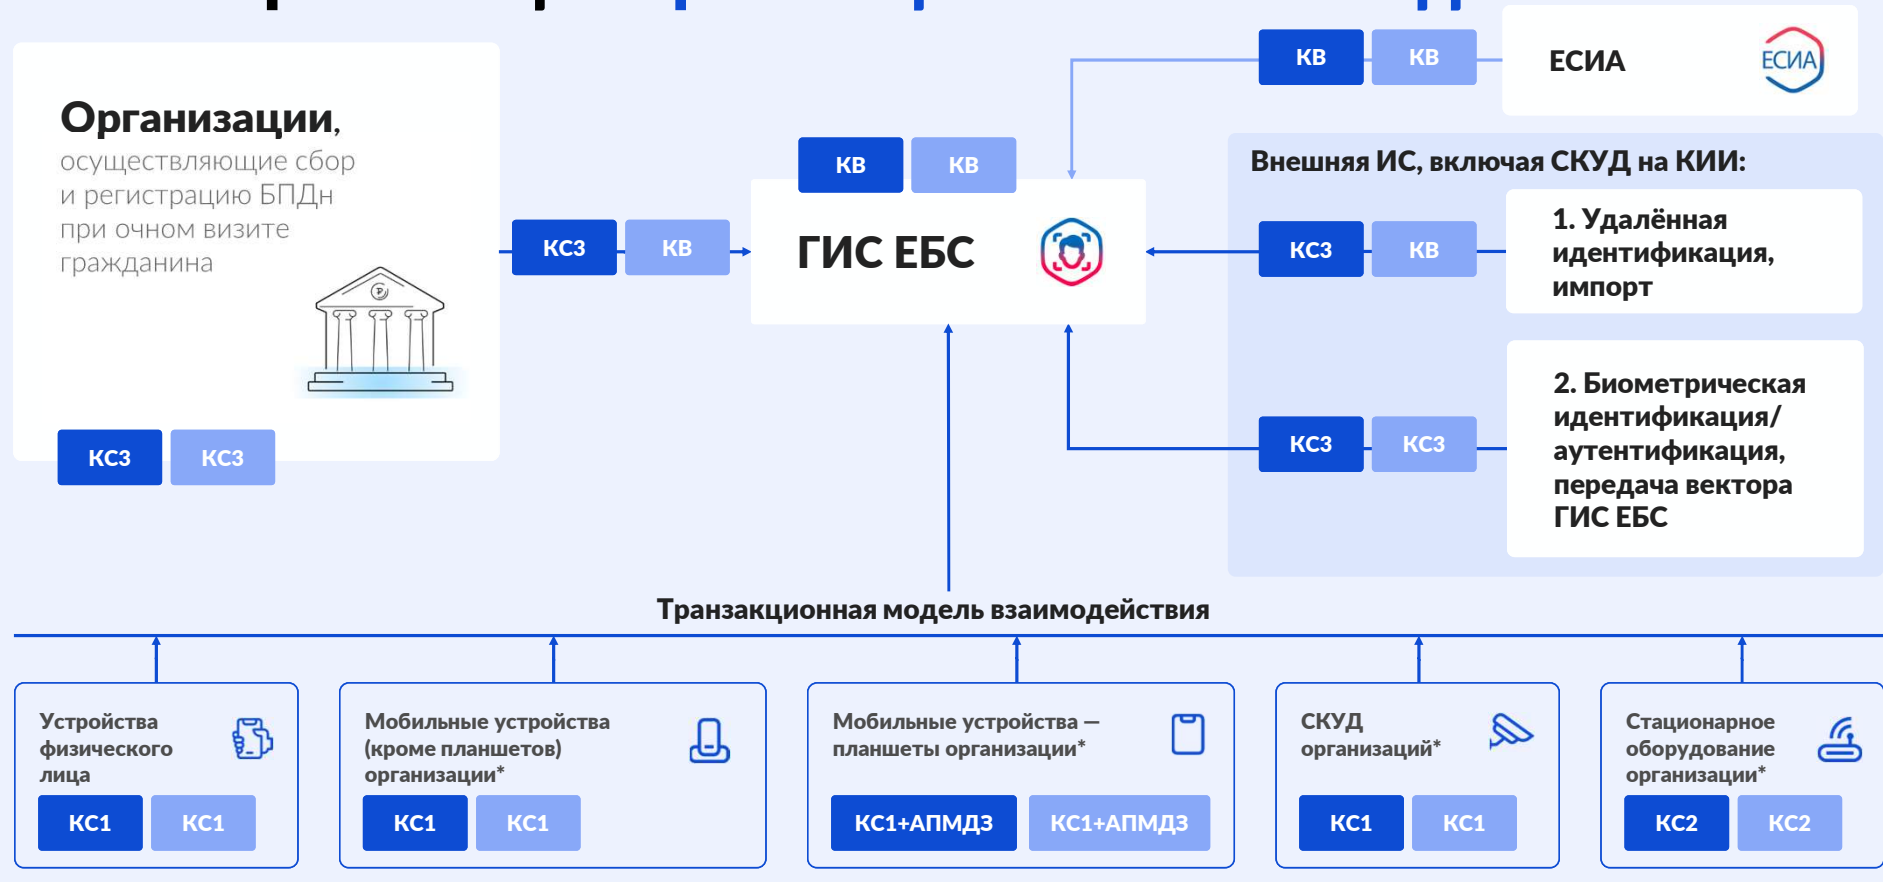 Организации,
осуществляющие сбор
и регистрацию БПДн
при очном визите
гражданина
КС3 КС3
КС3 КВ
КВ КВ
ГИС ЕБС
КВ КВ
ЕСИА
ЕСИА
Внешняя ИС, включая СКУД на КИИ:
КС3 КВ
1. Удалённая
идентификация,
импорт
КС3 КС3
2. Биометрическая
идентификация/
аутентификация,
передача вектора
ГИС ЕБС
Транзакционная модель взаимодействия
Устройства
физического
лица
КС1 КС1
Мобильные устройства
(кроме планшетов)
организации*
КС1 КС1
Мобильные устройства —
планшеты организации*
КС1+АПМДЗ КС1+АПМДЗ
СКУД
организаций*
КС1 КС1
Стационарное
оборудование
организации*
КС2 КС2